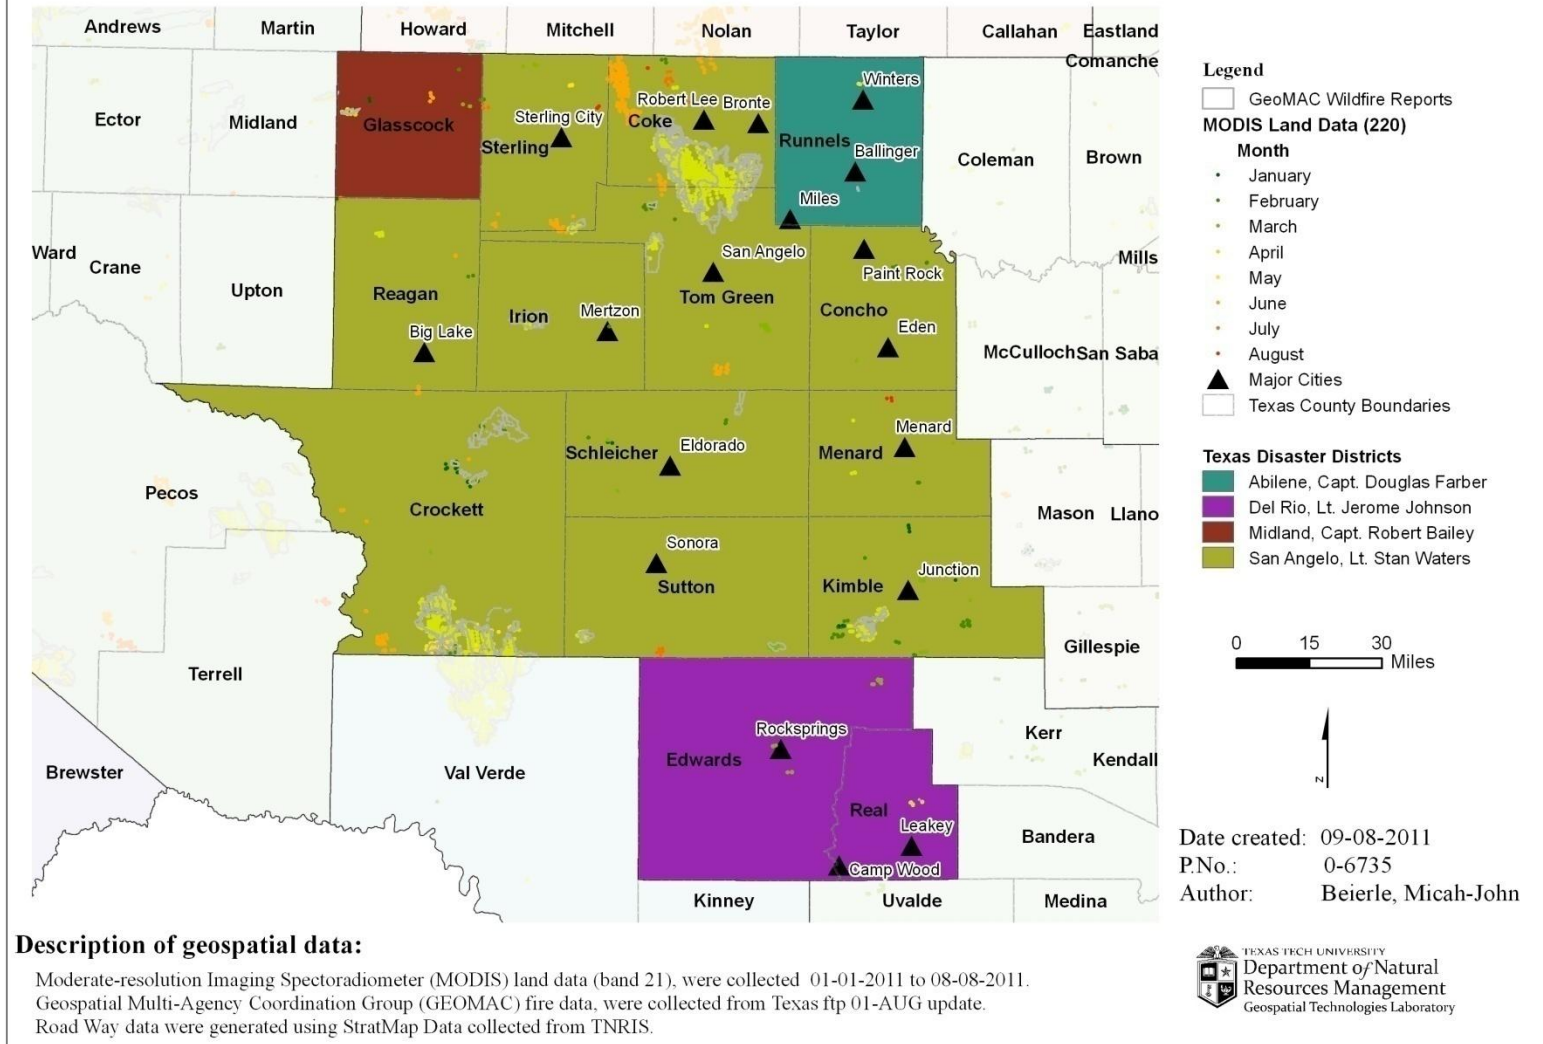 Andrews Martin Howard Mitchell Nolan Taylor Callahan Eastland
Comanche
Ector Midland Glasscock Sterling City Sterling Robert Lee Bronte Coke Winters Runnels Ballinger Coleman Brown
Miles
Ward Crane Upton Reagan Big Lake Irion Mertzon San Angelo Tom Green Paint Rock Concho Eden Mills
McCulloch San Saba
Pecos Crockett Schleicher Eldorado Menard Menard Mason Llano
Sonora Sutton Kimble Junction
Gillespie
Terrell
Brewster Val Verde Edwards Rocksprings Real Leakey Camp Wood Kerr Kendall
Bandera
Kinney Uvalde Medina
Legend
GeoMAC Wildfire Reports
MODIS Land Data (220)
Month
January
February
March
April
May
June
July
August
Major Cities
Texas County Boundaries
Texas Disaster Districts
Abilene, Capt. Douglas Farber
Del Rio, Lt. Jerome Johnson
Midland, Capt. Robert Bailey
San Angelo, Lt. Stan Waters
0 15 30
Miles
N
Date created: 09-08-2011
P.No.: 0-6735
Author: Beierle, Micah-John
Description of geospatial data:
Moderate-resolution Imaging Spectoradiometer (MODIS) land data (band 21), were collected 01-01-2011 to 08-08-2011.
Geospatial Multi-Agency Coordination Group (GEOMAC) fire data, were collected from Texas ftp 01-AUG update.
Road Way data were generated using StratMap Data collected from TNRIS.
TEXAS TECH UNIVERSITY
Department of Natural
Resources Management
Geospatial Technologies Laboratory